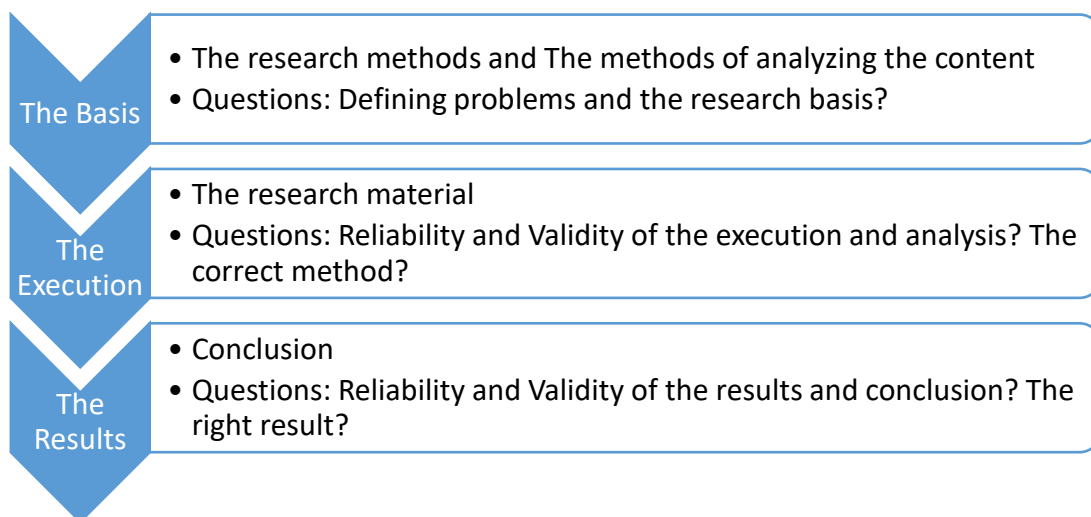 The Basis
• The research methods and The methods of analyzing the content
• Questions: Defining problems and the research basis?
The
Execution
• The research material
• Questions: Reliability and Validity of the execution and analysis? The
correct method?
The
Results
• Conclusion
• Questions: Reliability and Validity of the results and conclusion? The
right result?